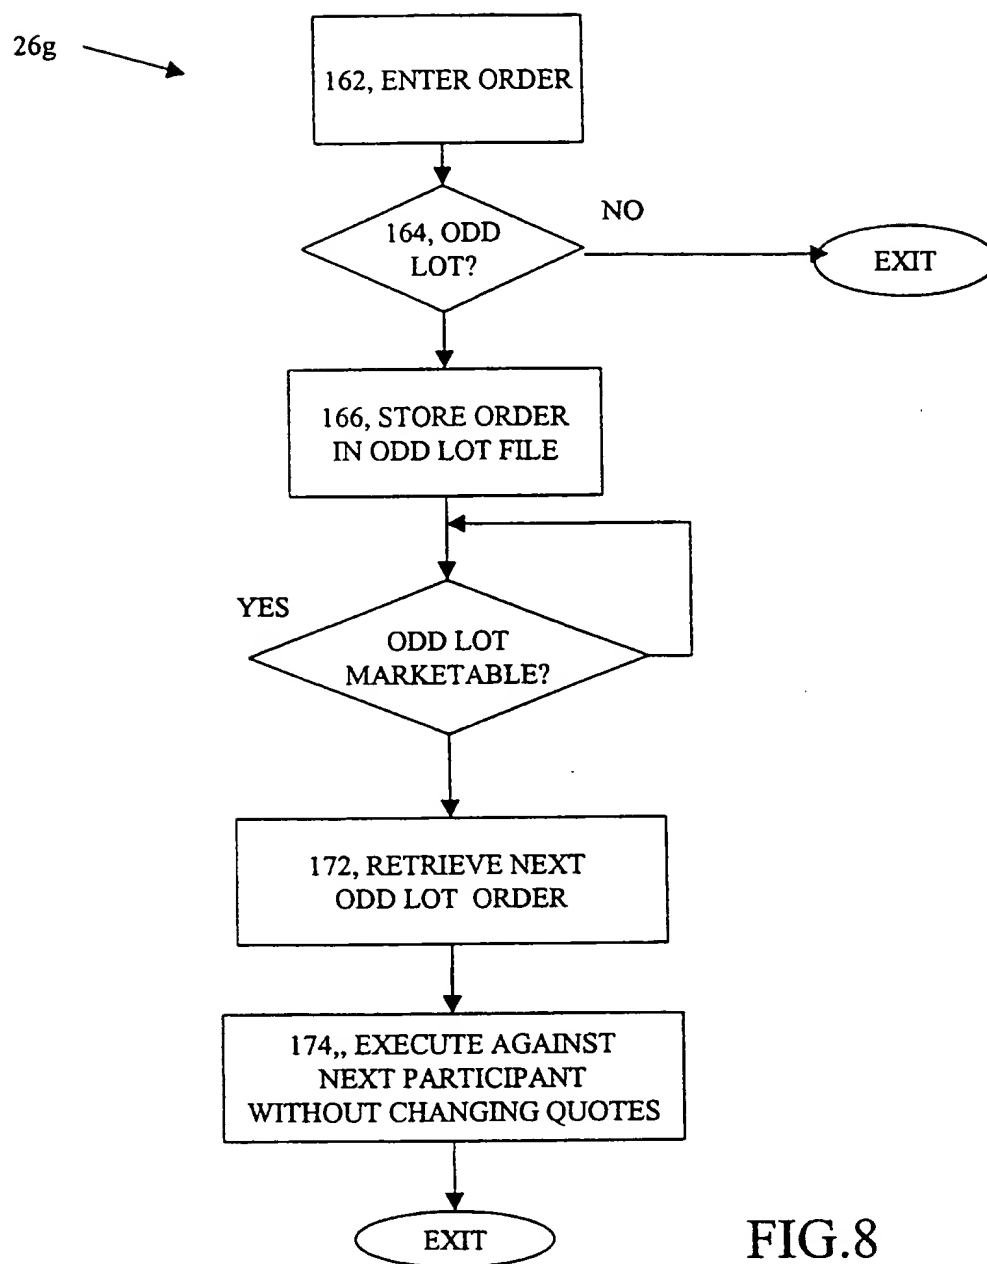 26g
162, ENTER ORDER
164, ODD
LOT?
NO
EXIT
166, STORE ORDER
IN ODD LOT FILE
YES
ODD LOT
MARKETABLE?
172, RETRIEVE NEXT
ODD LOT ORDER
174,, EXECUTE AGAINST
NEXT PARTICIPANT
WITHOUT CHANGING QUOTES
EXIT
FIG.8